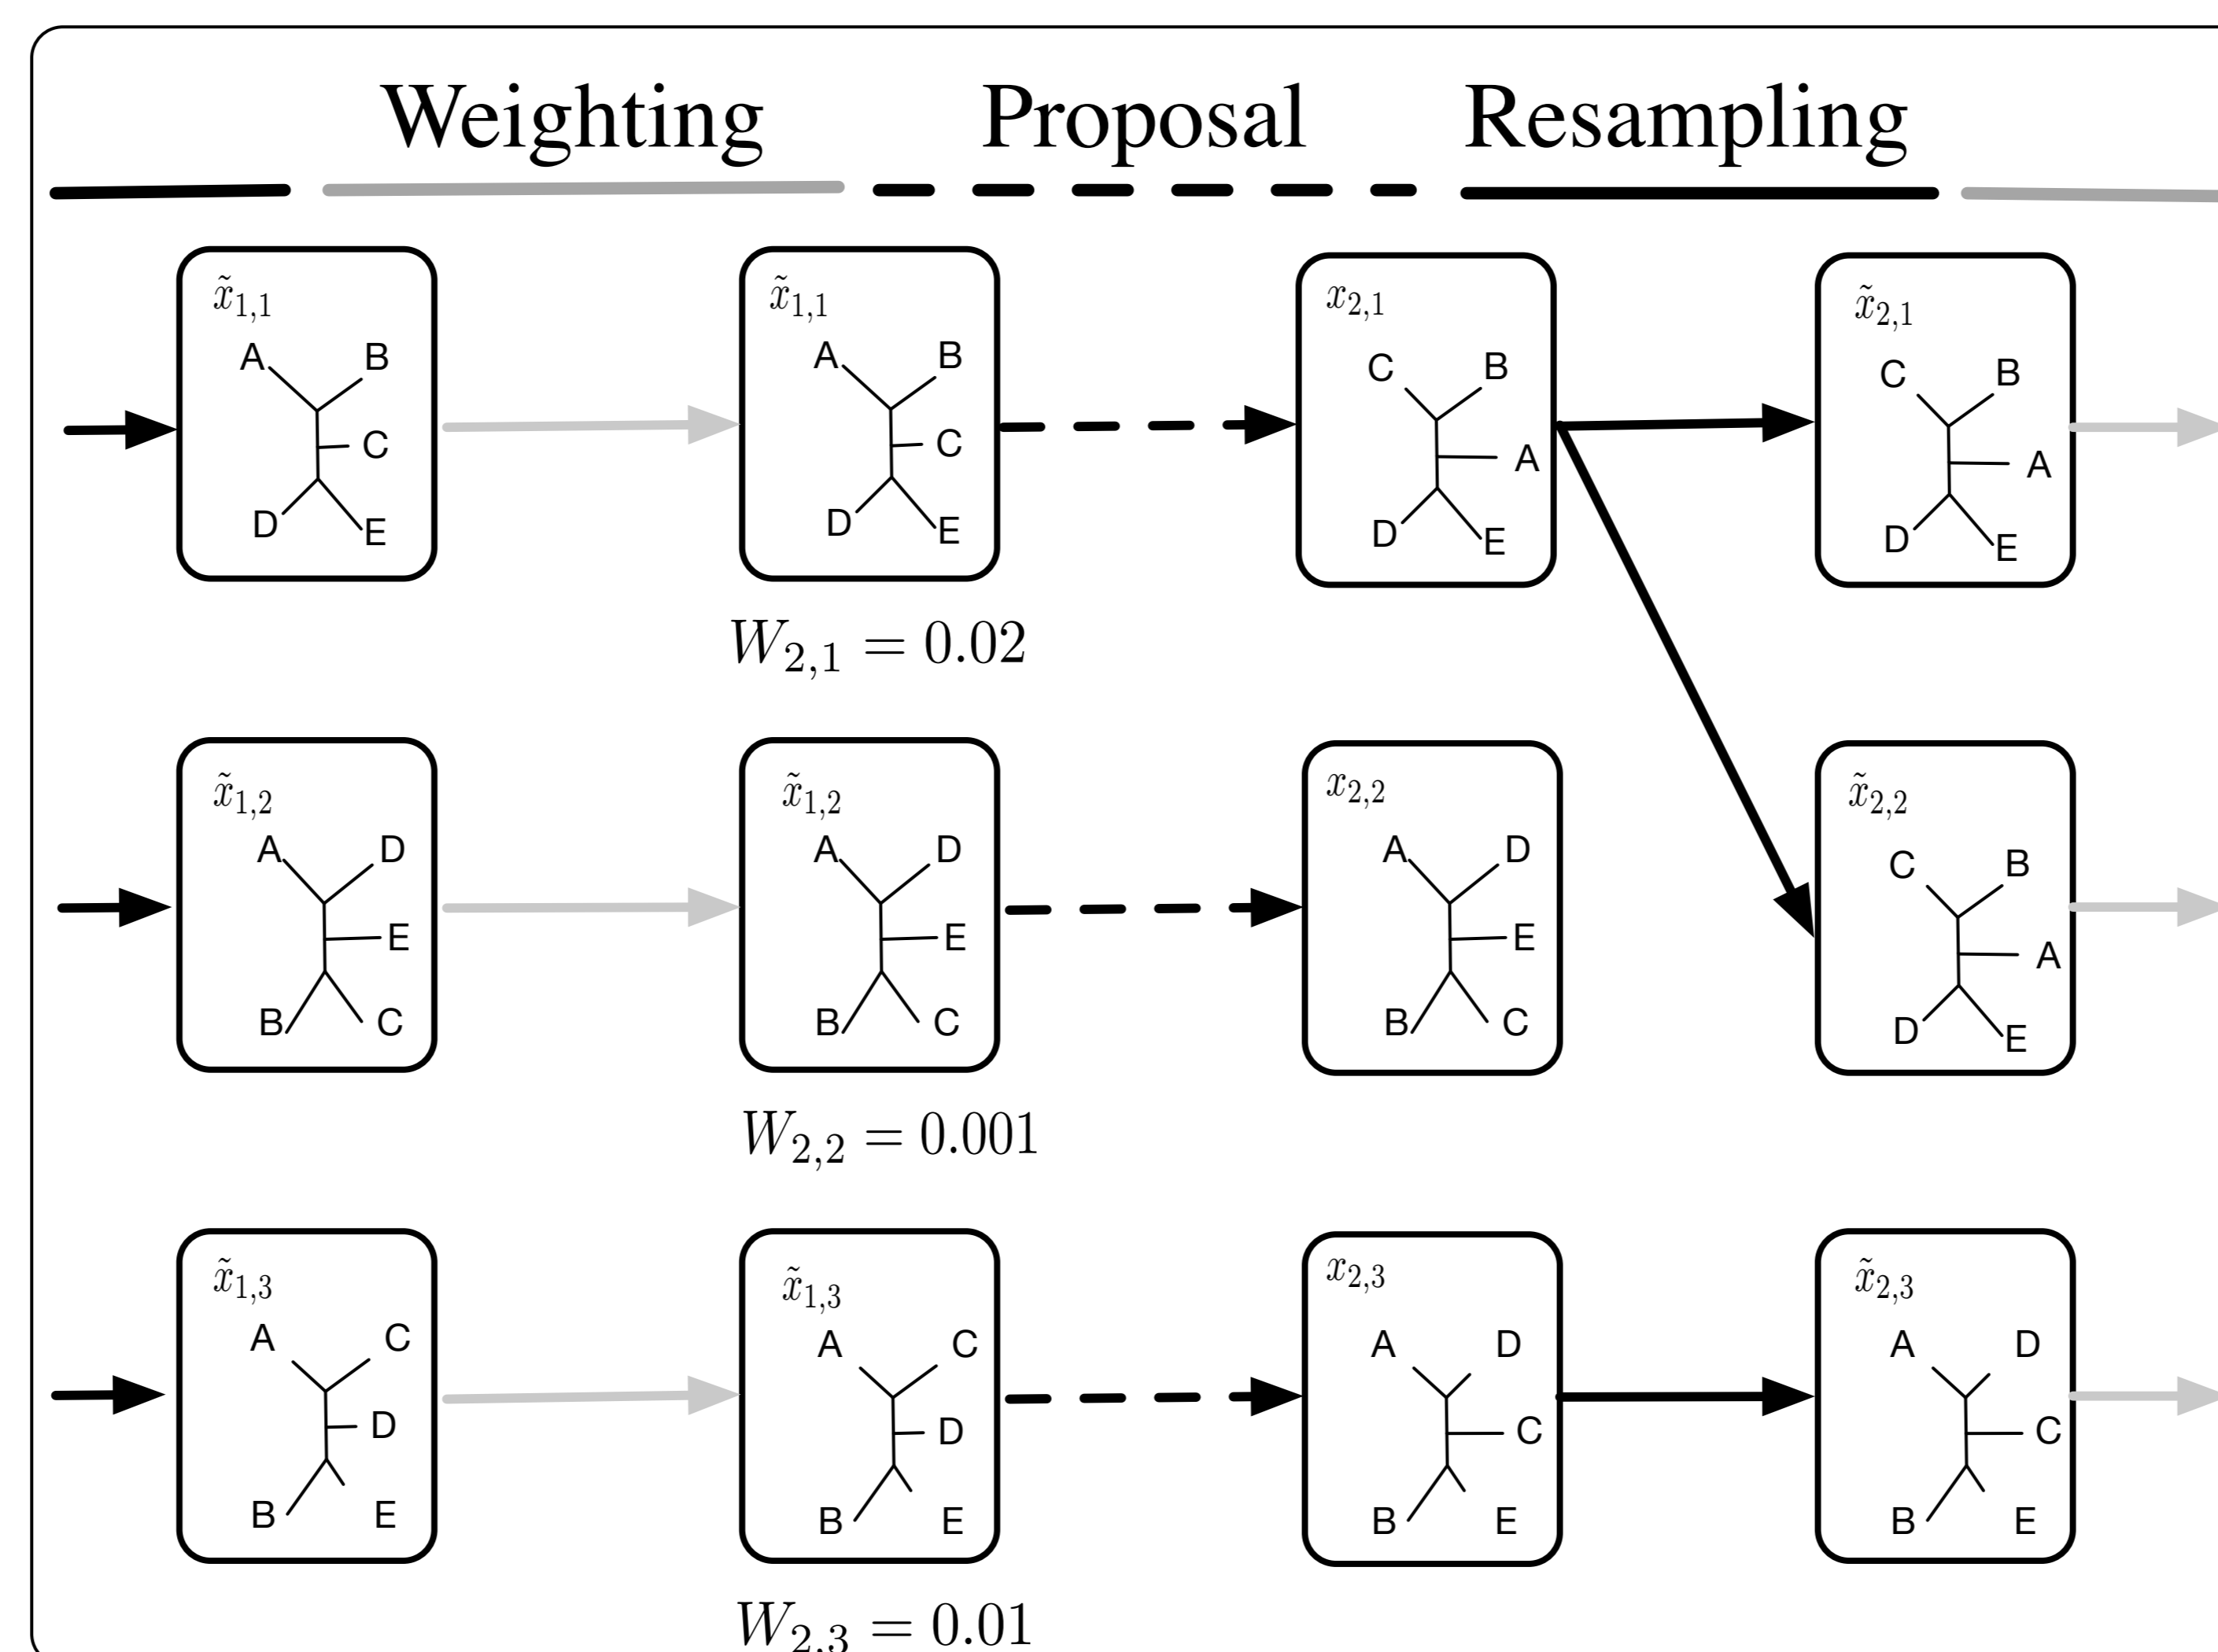 Weighting Proposal Resampling
x̃1,1 x̃1,1 x2,1 x̃2,1
A B A B C B C B
C C A A
D E D E D E D E
W2,1 = 0.02
x̃1,2 x̃1,2 x2,2 x̃2,2
A D A D A D C B
E E E A
B C B C B C D E
W2,2 = 0.001
x̃1,3 x̃1,3 x2,3 x̃2,3
A C A C A D A D
D D C C
B E B E B E B E
W2,3 = 0.01